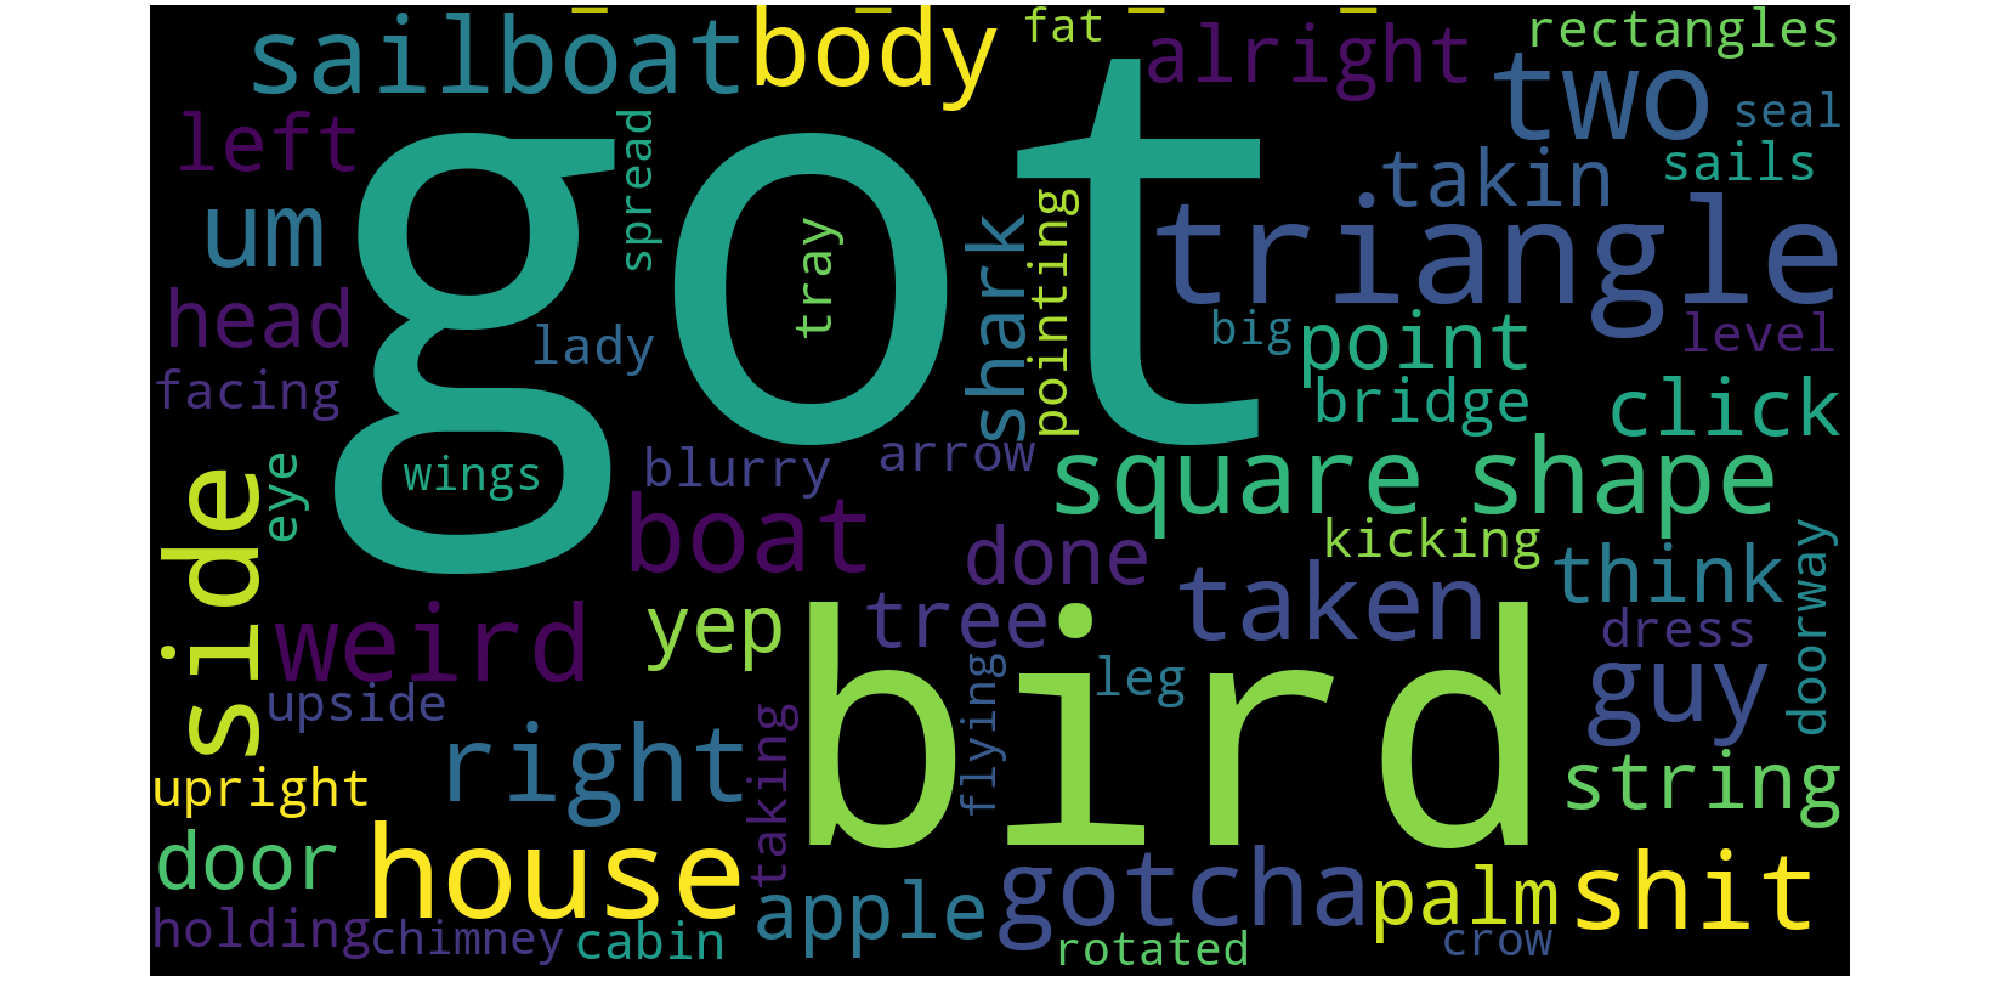 sailboat
body
fat
alright
rectangles
two
seal
left
spread
got
takin
sails
um
tray
shark
pointing
triangle
head
lady
big
point
level
facing
bridge
click
side
eye
wings
blurry
arrow
square
shape
boat
done
kicking
think
doorway
weird
yep
tree
bird
taken
dress
upside
flying
leg
guy
right
taking
string
upright
door
house
apple
gotcha
palm
shit
holding
chimney
cabin
rotated
crow